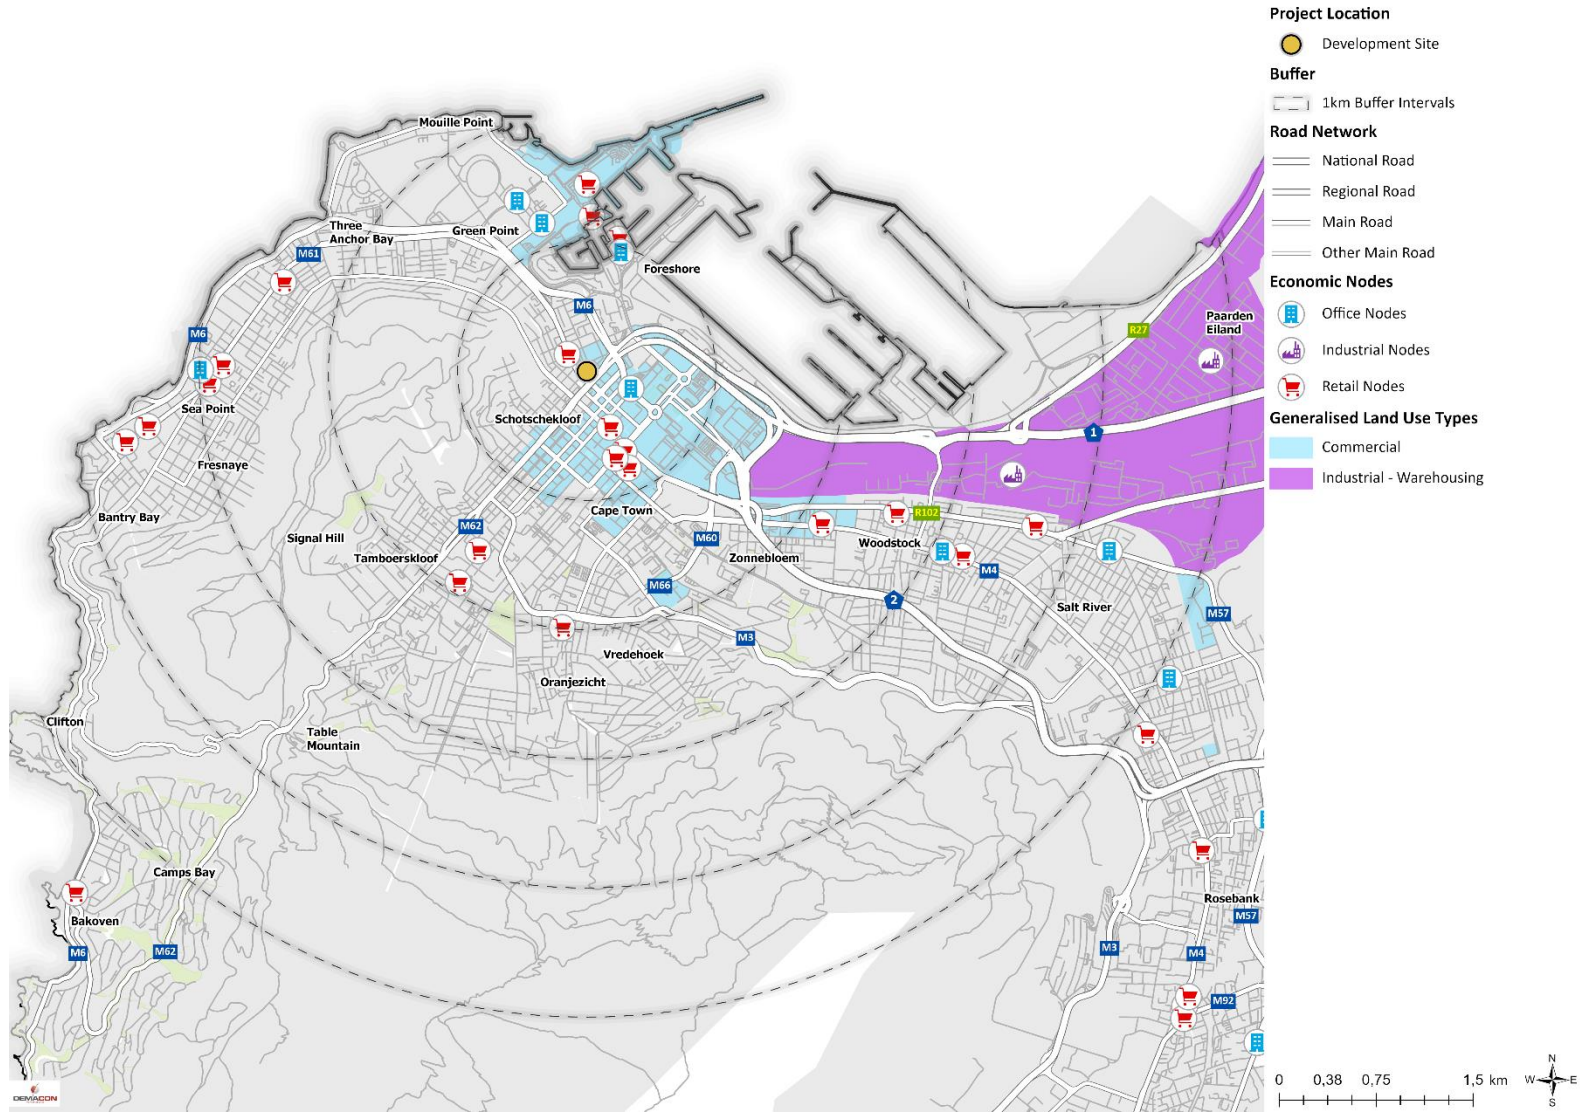 Project Location
Development Site
Buffer
1km Buffer Intervals
Road Network
National Road
Regional Road
Main Road
Other Main Road
Economic Nodes
Office Nodes
Industrial Nodes
Retail Nodes
Generalised Land Use Types
Commercial
Industrial - Warehousing
Mouille Point
Three
Anchor Bay
Green Point
M61
Foreshore
M6
M6
Paarden
Eiland
R27
Sea Point
Schotschekloof
1
Fresnaye
Bantry Bay
Signal Hill
M62
Cape Town
R102
Tamboerskloof
M60
Zonnebloem
Woodstock
M4
M66
2
Salt River
M57
M3
Vredehoek
Oranjezicht
Clifton
Table
Mountain
Camps Bay
Rosebank
Bakoven
M57
M6
M62
M3
M4
M92
DEMACON
0 0,38 0,75 1,5 km
N
W E
S